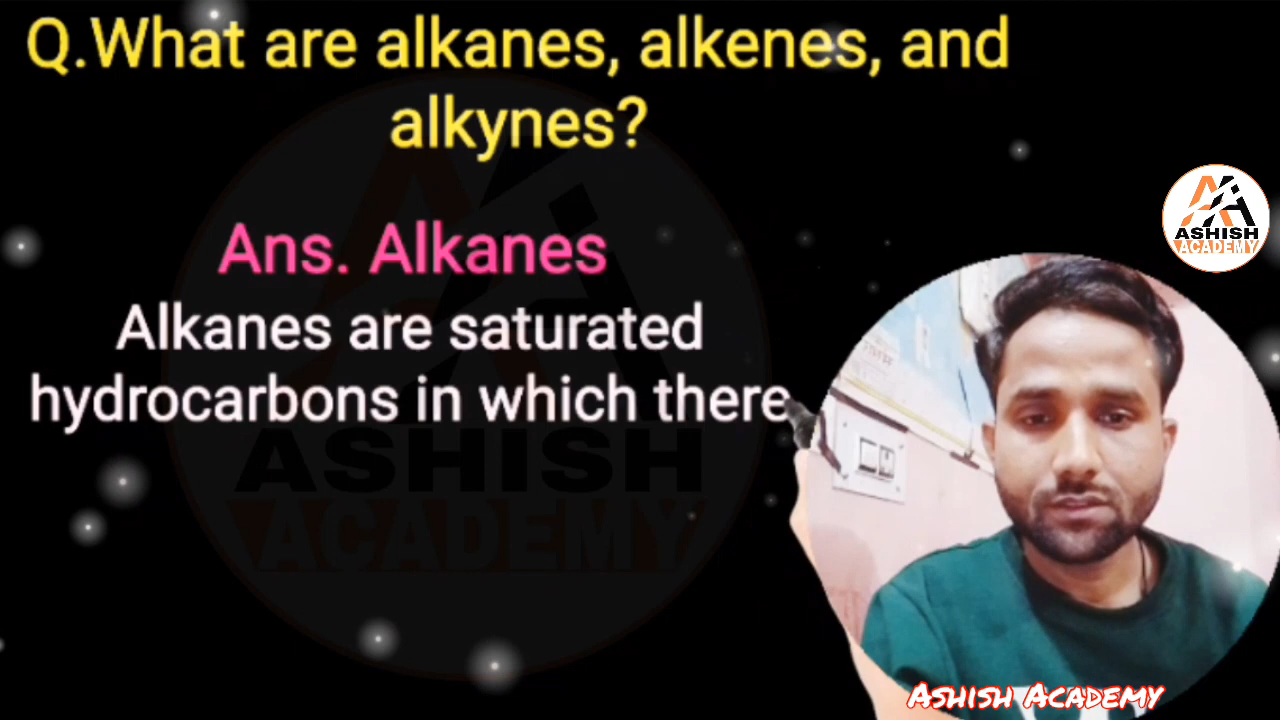 Q.What are alkanes, alkenes, and
alkynes?
Ans. Alkanes
Alkanes are saturated
hydrocarbons in which there
ASHISH
ACADEMY
ASHISH
ACADEMY
Ashish Academy